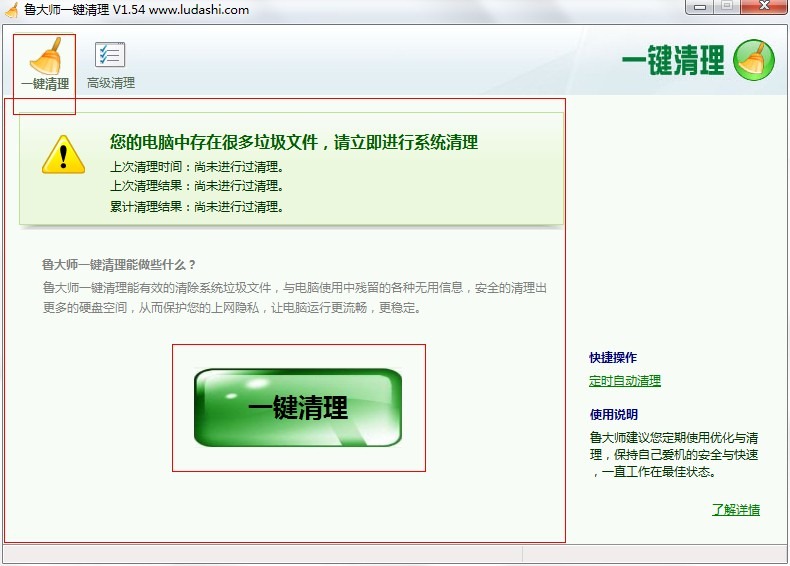 鲁大师一键清理 V1.54 www.ludashi.com
一键清理
高级清理
一键清理
您的电脑中存在很多垃圾文件，请立即进行系统清理
上次清理时间：尚未进行过清理。
上次清理结果：尚未进行过清理。
累计清理结果：尚未进行过清理。
鲁大师一键清理能做些什么？
鲁大师一键清理能有效的清除系统垃圾文件，与电脑使用中残留的各种无用信息，安全的清理出
更多的硬盘空间，从而保护您的上网隐私，让电脑运行更流畅，更稳定。
一键清理
快捷操作
定时自动清理
使用说明
鲁大师建议您定期使用优化与清
理，保持自己爱机的安全与快速
，一直工作在最佳状态。
了解详情